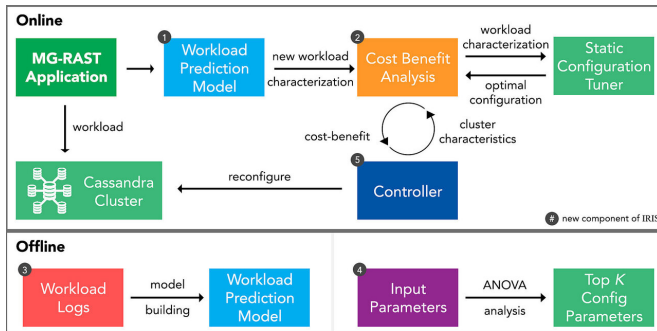 Online
MG-RAST
Application
1
Workload
Prediction
Model
new workload
characterization
2
Cost Benefit
Analysis
workload
characterization
optimal
configuration
Static
Configuration
Tuner
workload
cost-benefit
cluster
characteristics
Cassandra
Cluster
reconfigure
5
Controller
# new component of IRIS
Offline
3
Workload
Logs
model
building
Workload
Prediction
Model
4
Input
Parameters
ANOVA
analysis
Top K
Config
Parameters